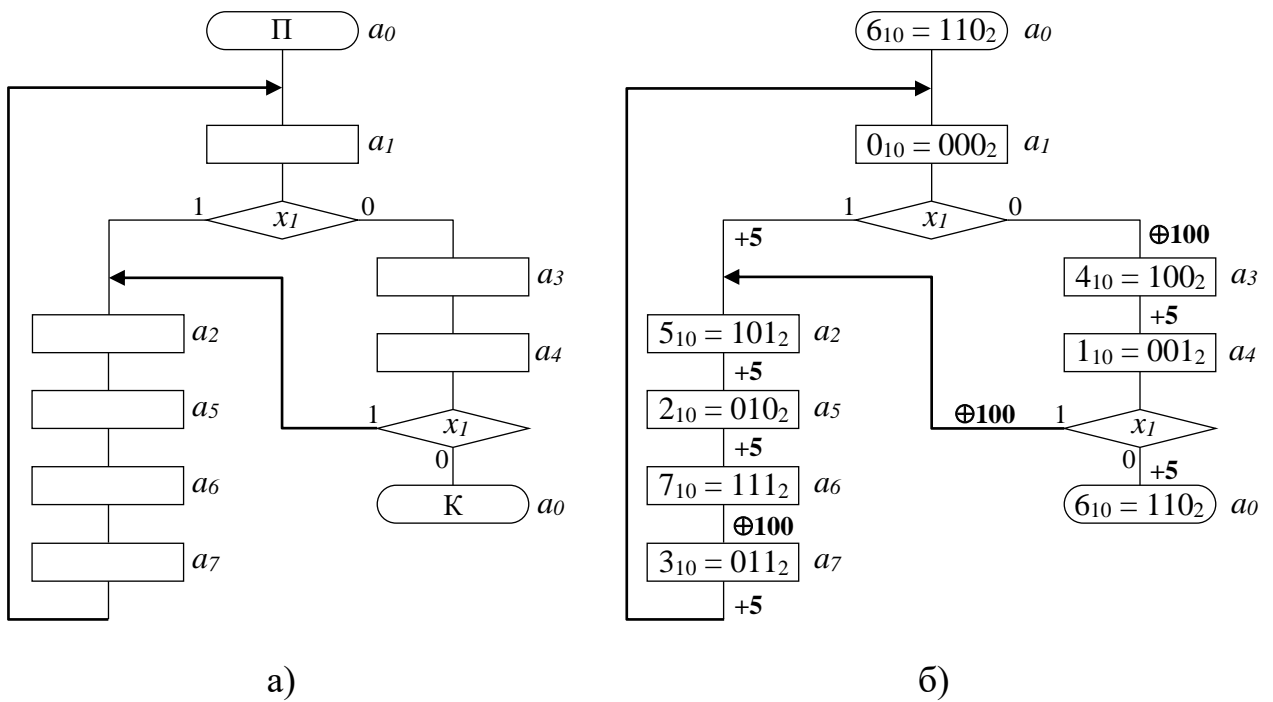 П a0
a1
1 x1 0
a3
a2 a4
a5 1 x1
0
a6 К a0
a7
а)
6₁₀ = 110₂ a0
0₁₀ = 000₂ a1
1 x1 0
+5 ⊕100
4₁₀ = 100₂ a3
+5
5₁₀ = 101₂ a2 1₁₀ = 001₂ a4
+5
2₁₀ = 010₂ a5 ⊕100 1 x1
+5 0 +5
7₁₀ = 111₂ a6 6₁₀ = 110₂ a0
⊕100
3₁₀ = 011₂ a7
+5
б)